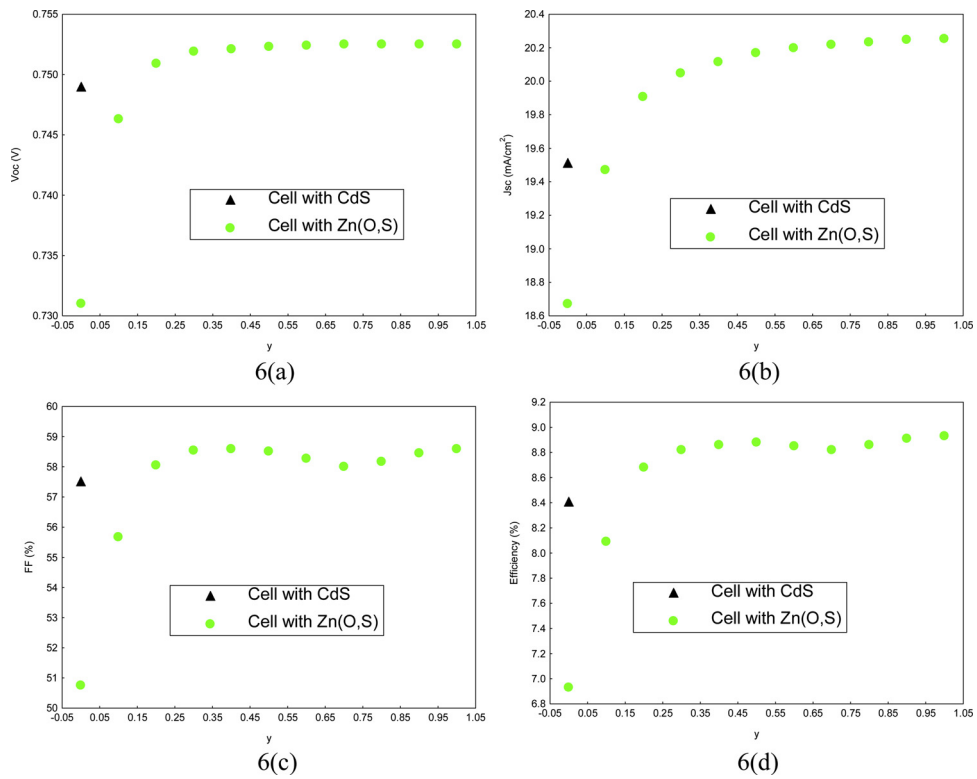 0.755
0.750
0.745
0.740
0.735
0.730
Voc (V)
Cell with CdS
Cell with Zn(O,S)
-0.05 0.05 0.15 0.25 0.35 0.45 0.55 0.65 0.75 0.85 0.95 1.05
y
6(a)
20.4
20.2
20.0
19.8
19.6
19.4
19.2
19.0
18.8
18.6
Jsc (mA/cm²)
Cell with CdS
Cell with Zn(O,S)
-0.05 0.05 0.15 0.25 0.35 0.45 0.55 0.65 0.75 0.85 0.95 1.05
y
6(b)
60
59
58
57
56
55
54
53
52
51
50
FF (%)
Cell with CdS
Cell with Zn(O,S)
-0.05 0.05 0.15 0.25 0.35 0.45 0.55 0.65 0.75 0.85 0.95 1.05
y
6(c)
9.2
9.0
8.8
8.6
8.4
8.2
8.0
7.8
7.6
7.4
7.2
7.0
6.8
Efficiency (%)
Cell with CdS
Cell with Zn(O,S)
-0.05 0.05 0.15 0.25 0.35 0.45 0.55 0.65 0.75 0.85 0.95 1.05
y
6(d)